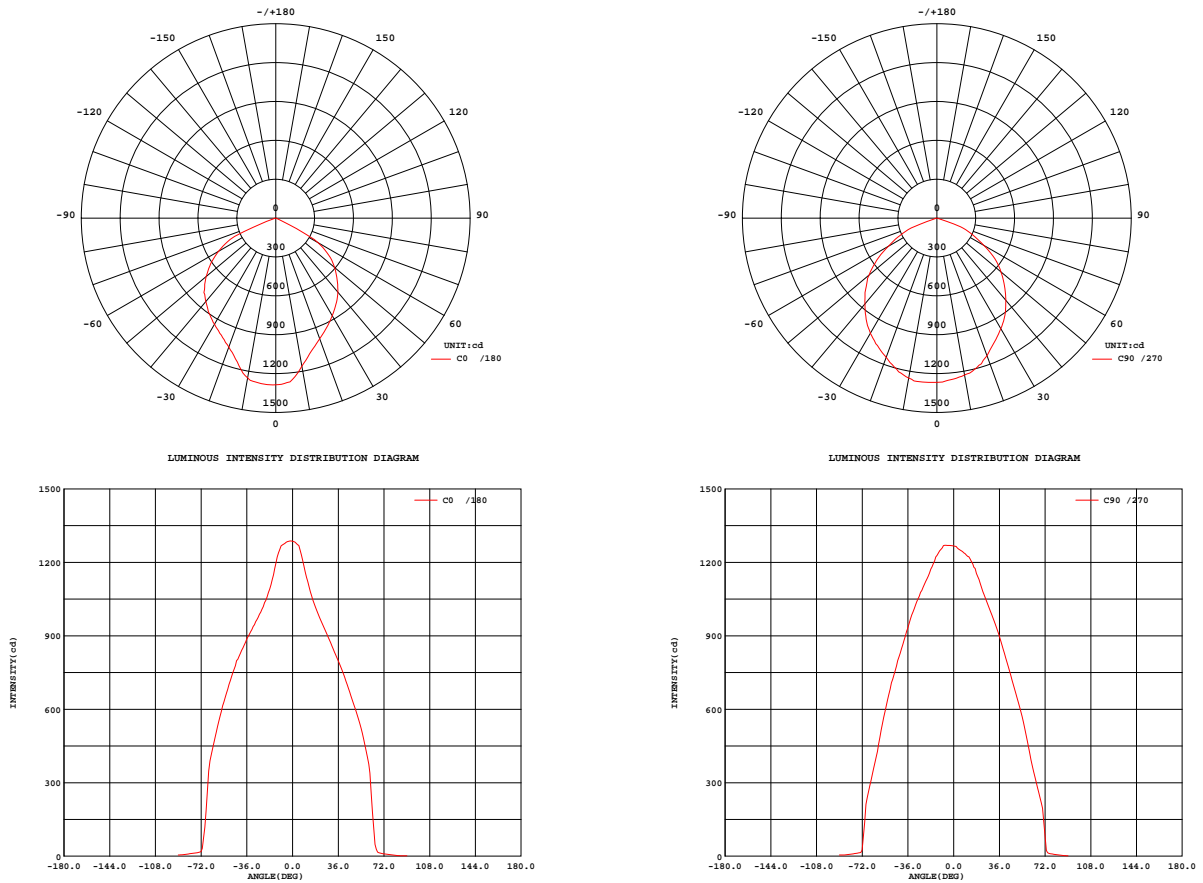 -/+180
-150 150
-120 120
-90 90
-60 60
-30 30
0
0
300
600
900
1200
1500
UNIT:cd
C0 /180
-/+180
-150 150
-120 120
-90 90
-60 60
-30 30
0
0
300
600
900
1200
1500
UNIT:cd
C90 /270
LUMINOUS INTENSITY DISTRIBUTION DIAGRAM
C0 /180
1500
1200
900
600
300
0
INTENSITY(cd)
-180.0 -144.0 -108.0 -72.0 -36.0 0.0 36.0 72.0 108.0 144.0 180.0
ANGLE(DEG)
LUMINOUS INTENSITY DISTRIBUTION DIAGRAM
C90 /270
1500
1200
900
600
300
0
INTENSITY(cd)
-180.0 -144.0 -108.0 -72.0 -36.0 0.0 36.0 72.0 108.0 144.0 180.0
ANGLE(DEG)